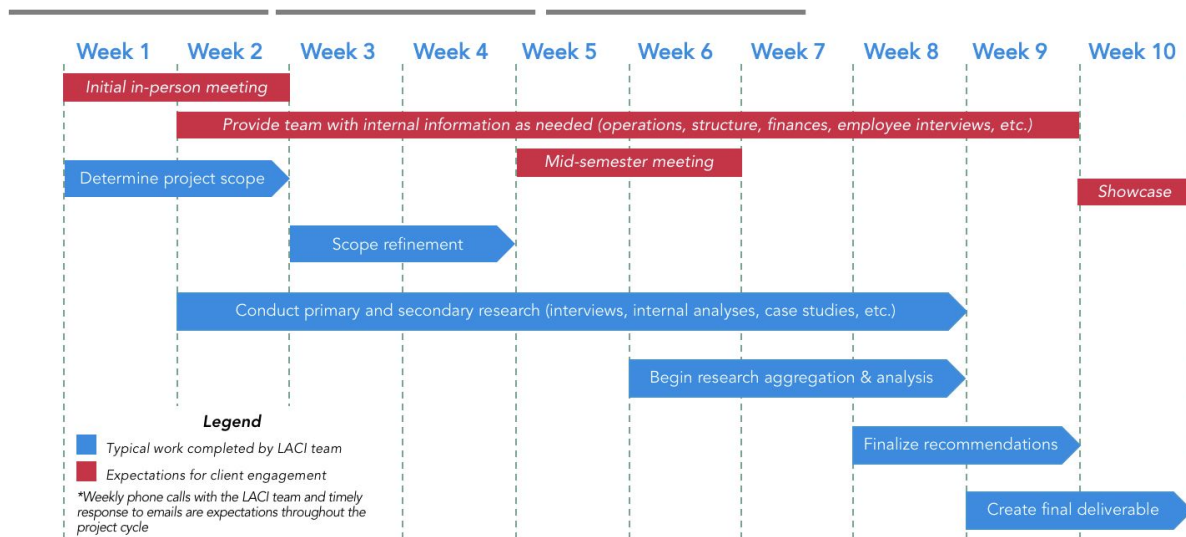 Week 1
Week 2
Week 3
Week 4
Week 5
Week 6
Week 7
Week 8
Week 9
Week 10
Initial in-person meeting
Provide team with internal information as needed (operations, structure, finances, employee interviews, etc.)
Mid-semester meeting
Determine project scope
Showcase
Scope refinement
Conduct primary and secondary research (interviews, internal analyses, case studies, etc.)
Begin research aggregation & analysis
Legend
Typical work completed by LACI team
Expectations for client engagement
*Weekly phone calls with the LACI team and timely
response to emails are expectations throughout the
project cycle
Finalize recommendations
Create final deliverable